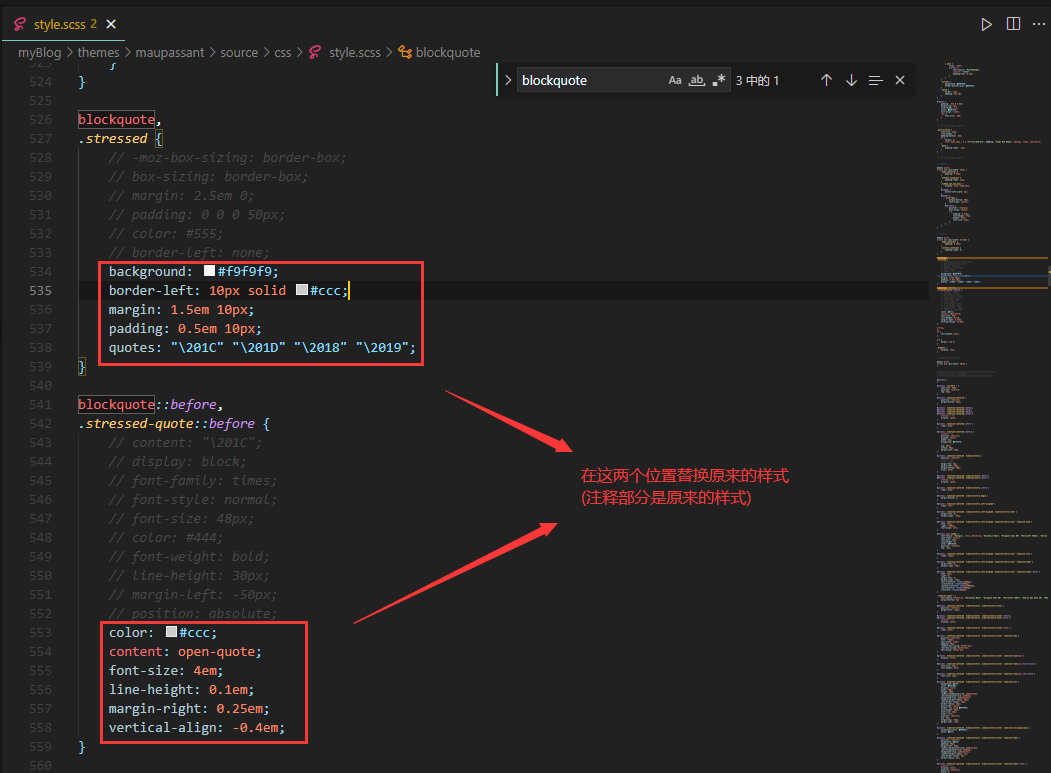 style.scss 2
myBlog > themes > maupassant > source > css > style.scss > blockquote
blockquote
Aa ab .* 3 中的 1
523 }
524 }
525
526 blockquote,
527 .stressed {
528 // -moz-box-sizing: border-box;
529 // box-sizing: border-box;
530 // margin: 2.5em 0;
531 // padding: 0 0 0 50px;
532 // color: #555;
533 // border-left: none;
534 background: #f9f9f9;
535 border-left: 10px solid #ccc;
536 margin: 1.5em 10px;
537 padding: 0.5em 10px;
538 quotes: "\201C" "\201D" "\2018" "\2019";
539 }
540
541 blockquote::before,
542 .stressed-quote::before {
543 // content: "\201C";
544 // display: block;
545 // font-family: times;
546 // font-style: normal;
547 // font-size: 48px;
548 // color: #444;
549 // font-weight: bold;
550 // line-height: 30px;
551 // margin-left: -50px;
552 // position: absolute;
553 color: #ccc;
554 content: open-quote;
555 font-size: 4em;
556 line-height: 0.1em;
557 margin-right: 0.25em;
558 vertical-align: -0.4em;
559 }
560
在这两个位置替换原来的样式
(注释部分是原来的样式)